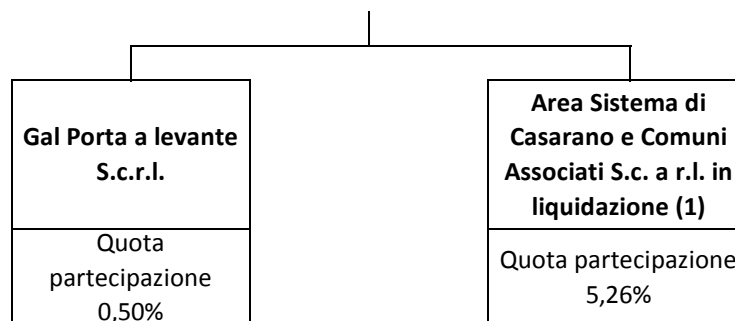 Gal Porta a levante
S.c.r.l.
Quota
partecipazione
0,50%
Area Sistema di
Casarano e Comuni
Associati S.c. a r.l. in
liquidazione (1)
Quota partecipazione
5,26%